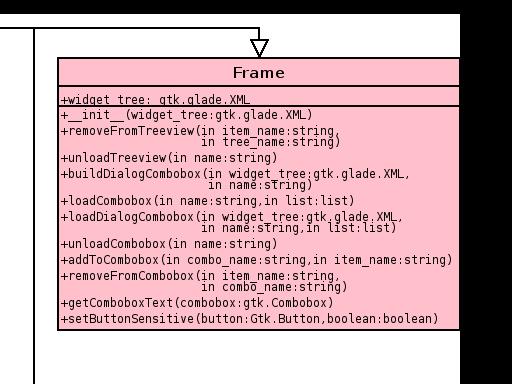 Frame
+widget_tree: gtk.glade.XML
+__init__(widget_tree:gtk.glade.XML)
+removeFromTreeview(in item_name:string,
in tree_name:string)
+unloadTreeview(in name:string)
+buildDialogCombobox(in widget_tree:gtk.glade.XML,
in name:string)
+loadCombobox(in name:string,in list:list)
+loadDialogCombobox(in widget_tree:gtk.glade.XML,
in name:string,in list:list)
+unloadCombobox(in name:string)
+addToCombobox(in combo_name:string,in item_name:string)
+removeFromCombobox(in item_name:string,
in combo_name:string)
+getComboboxText(combobox:gtk.Combobox)
+setButtonSensitive(button:Gtk.Button,boolean:boolean)